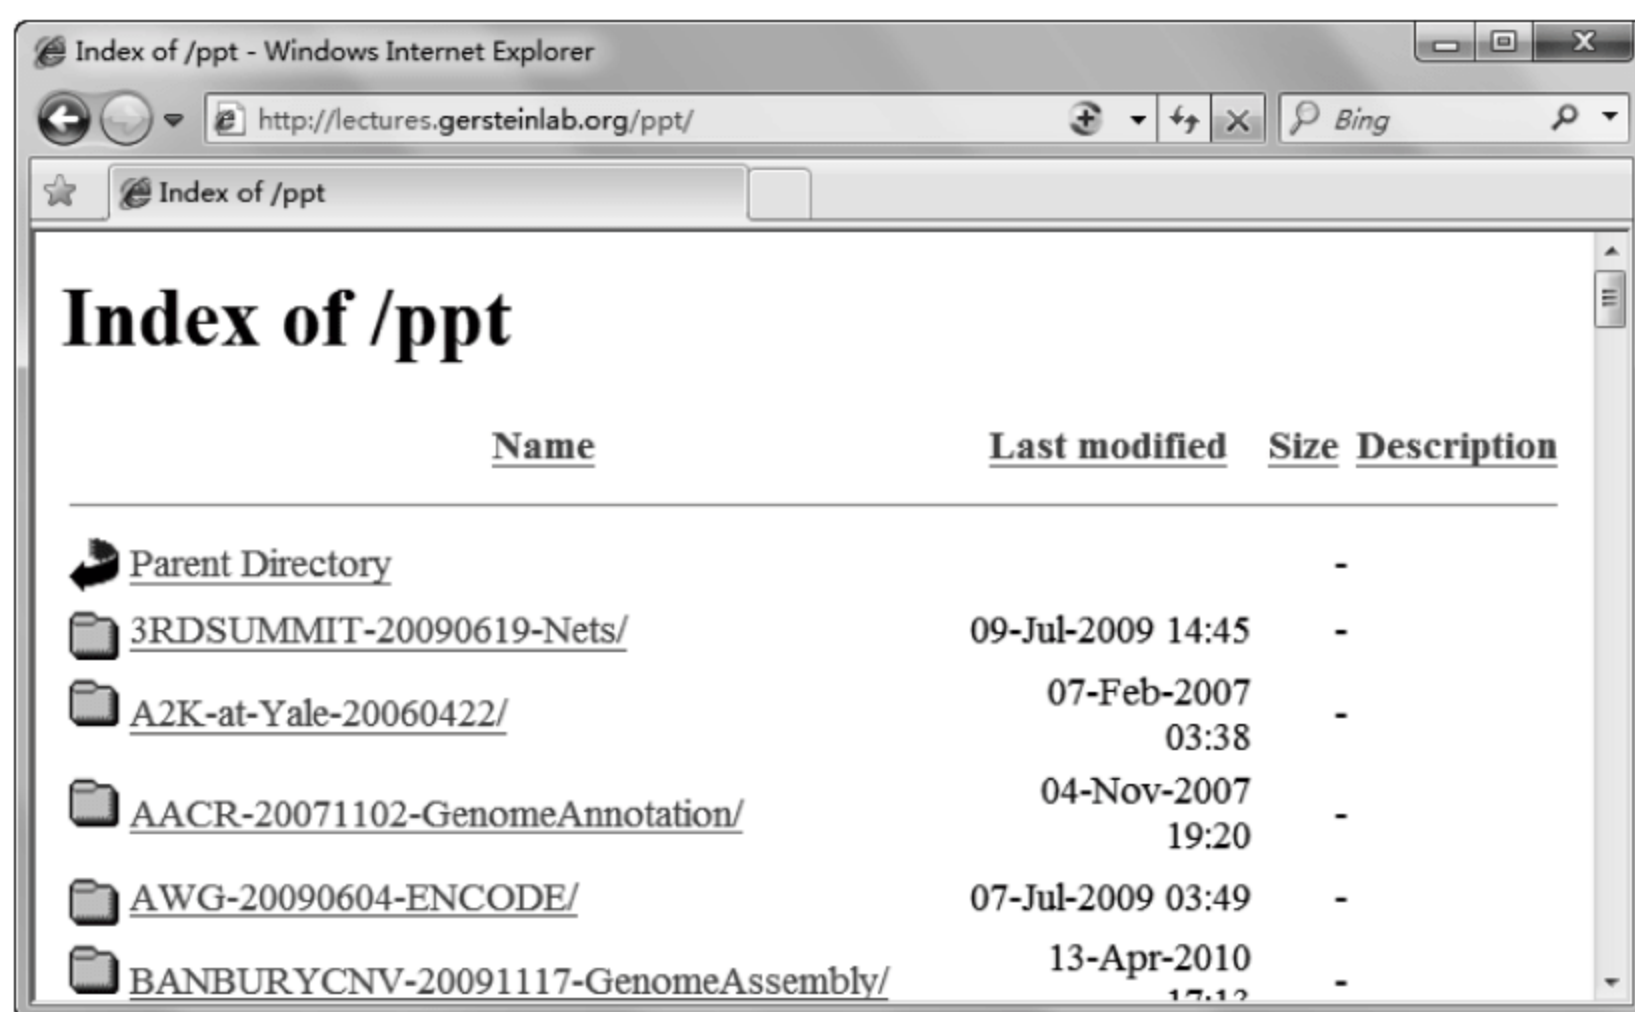 Index of /ppt - Windows Internet Explorer
http://lectures.gersteinlab.org/ppt/
Bing
Index of /ppt
Index of /ppt
Name Last modified Size Description
Parent Directory -
3RDSUMMIT-20090619-Nets/ 09-Jul-2009 14:45 -
A2K-at-Yale-20060422/ 07-Feb-2007 03:38 -
AACR-20071102-GenomeAnnotation/ 04-Nov-2007 19:20 -
AWG-20090604-ENCODE/ 07-Jul-2009 03:49 -
BANBURYCNV-20091117-GenomeAssembly/ 13-Apr-2010 -